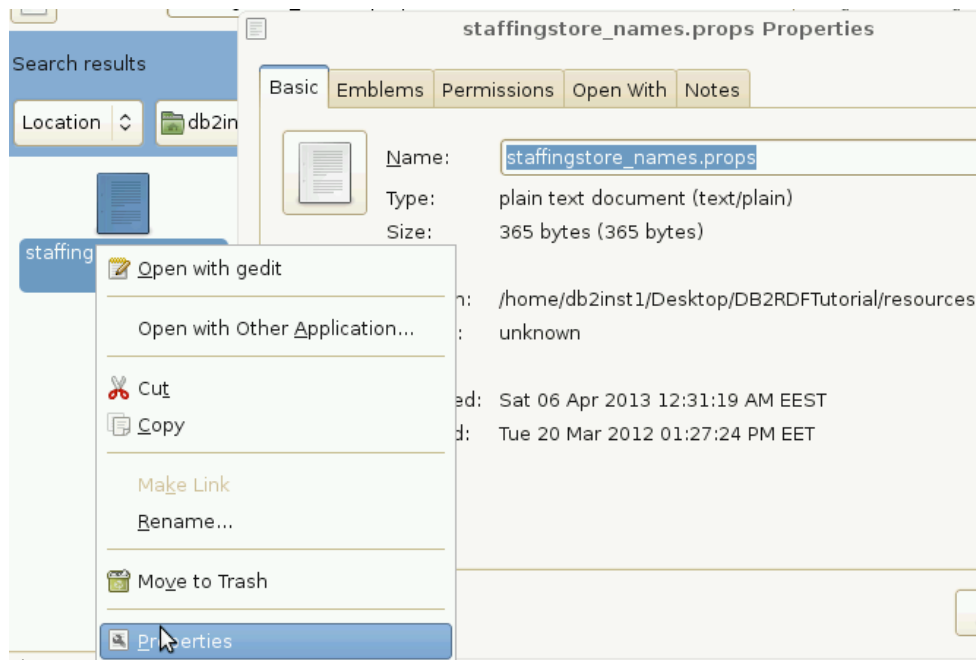 staffingstore_names.props Properties
Search results
Location
db2in
Basic Emblems Permissions Open With Notes
Name: staffingstore_names.props
Type: plain text document (text/plain)
Size: 365 bytes (365 bytes)
staffing
n: /home/db2inst1/Desktop/DB2RDFTutorial/resources
: unknown
ed: Sat 06 Apr 2013 12:31:19 AM EEST
d: Tue 20 Mar 2012 01:27:24 PM EET
Open with gedit
Open with Other Application...
Cut
Copy
Make Link
Rename...
Move to Trash
Properties